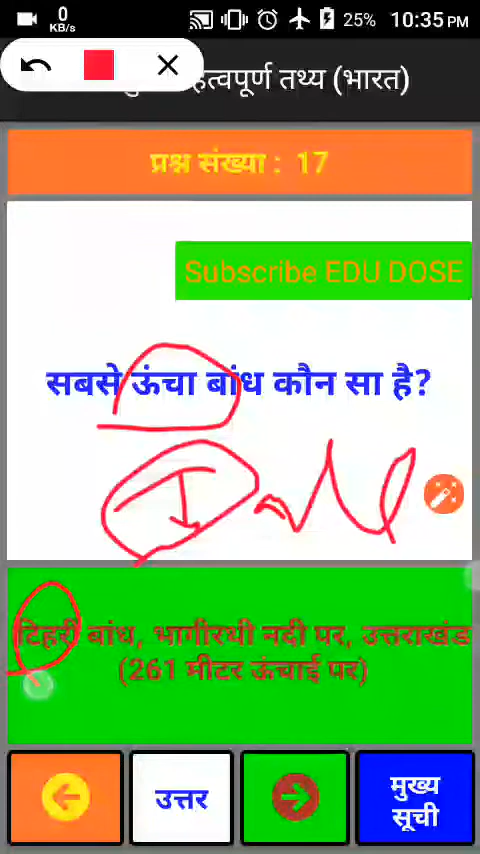 0
KB/s
25% 10:35 PM
हत्वपूर्ण तथ्य (भारत)
प्रश्न संख्या : 17
Subscribe EDU DOSE
सबसे ऊंचा बांध कौन सा है?
टिहरी बांध, भागीरथी नदी पर, उत्तराखंड
(261 मीटर ऊंचाई पर)
उत्तर
मुख्य
सूची